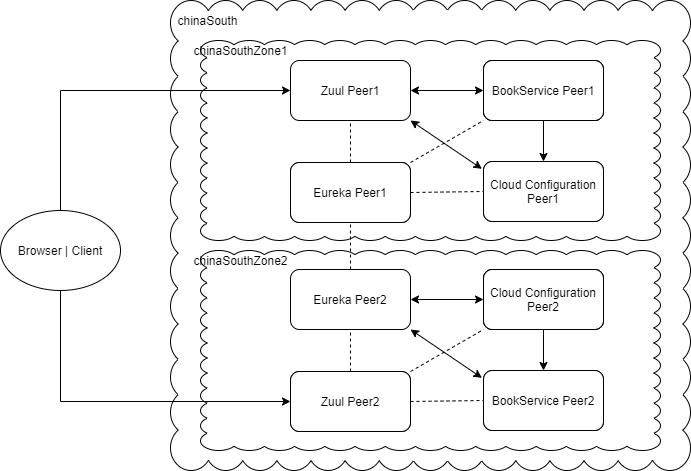 chinaSouth
chinaSouthZone1
Zuul Peer1
BookService Peer1
Eureka Peer1
Cloud Configuration
Peer1
Browser | Client
chinaSouthZone2
Eureka Peer2
Cloud Configuration
Peer2
Zuul Peer2
BookService Peer2